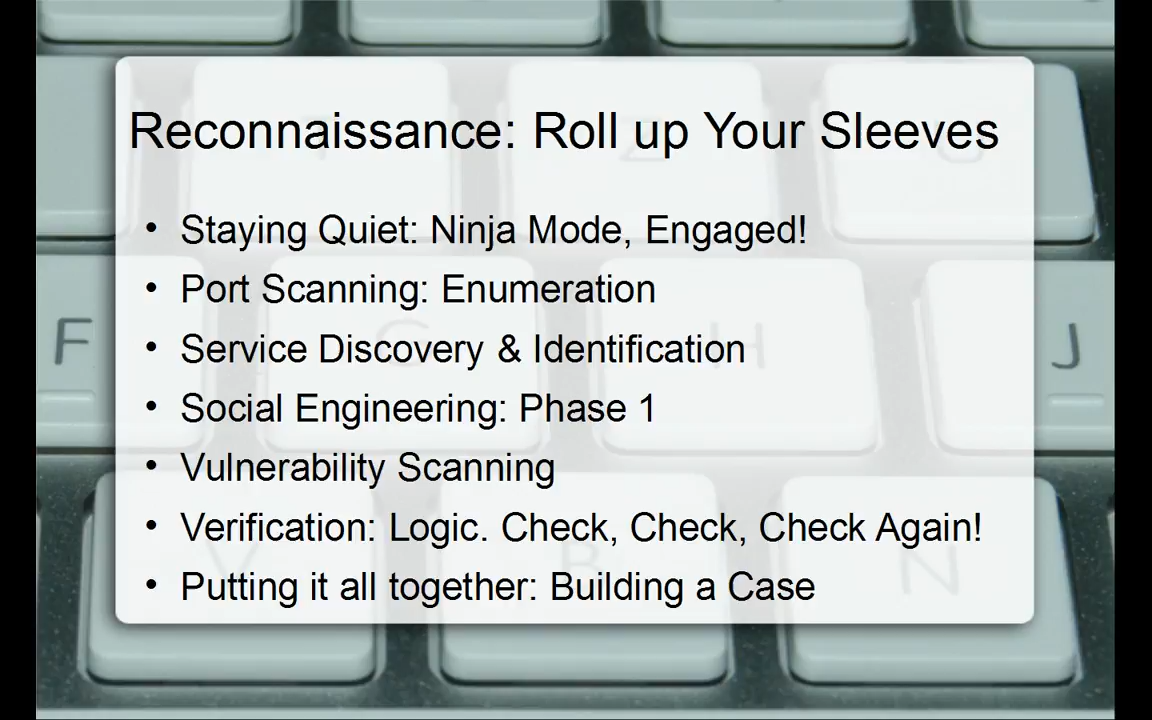 Reconnaissance: Roll up Your Sleeves
• Staying Quiet: Ninja Mode, Engaged!
• Port Scanning: Enumeration
• Service Discovery & Identification
• Social Engineering: Phase 1
• Vulnerability Scanning
• Verification: Logic. Check, Check, Check Again!
• Putting it all together: Building a Case
F
G
H
J
V
B
N